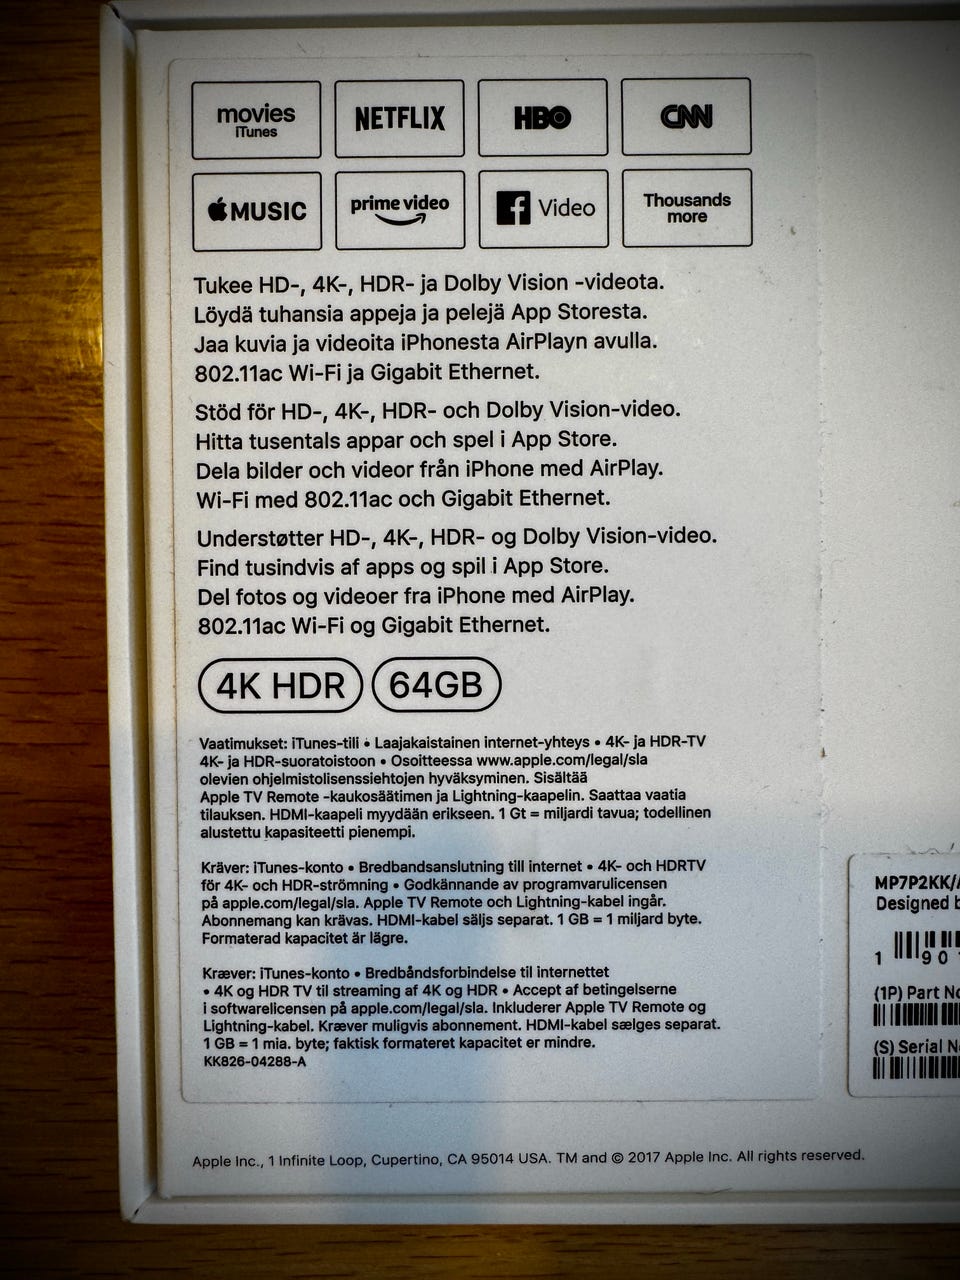 movies
iTunes
NETFLIX
HBO
CNN
MUSIC
prime video
f Video
Thousands
more
Tukee HD-, 4K-, HDR- ja Dolby Vision -videota.
Löydä tuhansia appeja ja pelejä App Storesta.
Jaa kuvia ja videoita iPhonesta AirPlayn avulla.
802.11ac Wi-Fi ja Gigabit Ethernet.
Stöd för HD-, 4K-, HDR- och Dolby Vision-video.
Hitta tusentals appar och spel i App Store.
Dela bilder och videor från iPhone med AirPlay.
Wi-Fi med 802.11ac och Gigabit Ethernet.
Understøtter HD-, 4K-, HDR- og Dolby Vision-video.
Find tusindvis af apps og spil i App Store.
Del fotos og videoer fra iPhone med AirPlay.
802.11ac Wi-Fi og Gigabit Ethernet.
4K HDR 64GB
Vaatimukset: iTunes-tili • Laajakaistainen internet-yhteys • 4K- ja HDR-TV
4K- ja HDR-suoratoistoon • Osoitteessa www.apple.com/legal/sla
olevien ohjelmistolisenssiehtojen hyväksyminen. Sisältää
Apple TV Remote -kaukosäätimen ja Lightning-kaapelin. Saattaa vaatia
tilauksen. HDMI-kaapeli myydään erikseen. 1 Gt = miljardi tavua; todellinen
alustettu kapasiteetti pienempi.
Kräver: iTunes-konto • Bredbandsanslutning till internet • 4K- och HDRTV
för 4K- och HDR-strömning • Godkännande av programvarulicensen
på apple.com/legal/sla. Apple TV Remote och Lightning-kabel ingår.
Abonnemang kan krävas. HDMI-kabel säljs separat. 1 GB = 1 miljard byte.
Formaterad kapacitet är lägre.
Kræver: iTunes-konto • Bredbåndsforbindelse til internettet
• 4K og HDR TV til streaming af 4K og HDR • Accept af betingelserne
i softwarelicensen på apple.com/legal/sla. Inkluderer Apple TV Remote og
Lightning-kabel. Kræver muligvis abonnement. HDMI-kabel sælges separat.
1 GB = 1 mia. byte; faktisk formateret kapacitet er mindre.
KK826-04288-A
MP7P2KK/
Designed
1 90
(1P) Part
(S) Serial
Apple Inc., 1 Infinite Loop, Cupertino, CA 95014 USA. TM and © 2017 Apple Inc. All rights reserved.